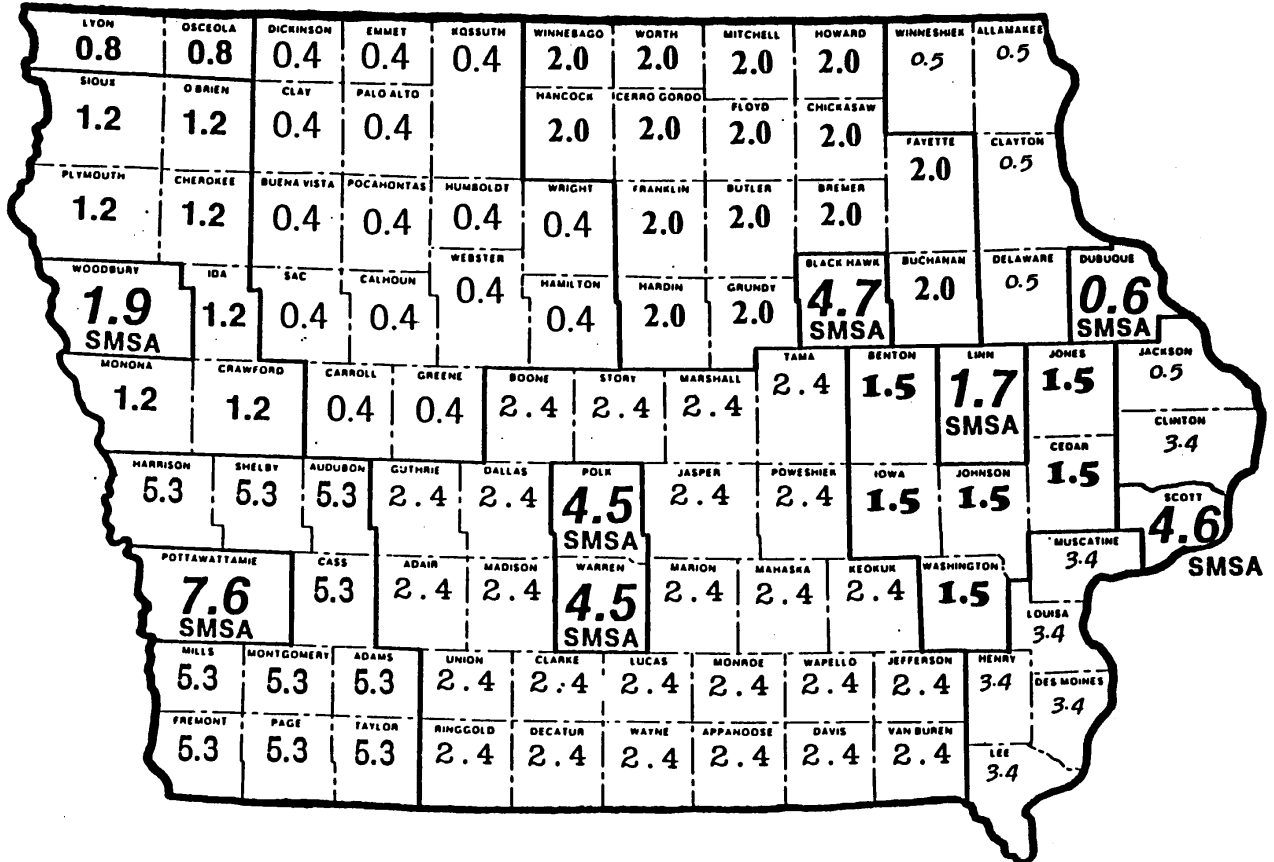 LYON OSCEOLA DICKINSON EMMET KOSSUTH WINNEBAGO WORTH MITCHELL HOWARD WINNESHIEK ALLAMAKEE
0.8 0.8 0.4 0.4 0.4 2.0 2.0 2.0 2.0 0.5 0.5
SIOUX O BRIEN CLAY PALO ALTO HANCOCK CERRO GORDO FLOYD CHICKASAW
1.2 1.2 0.4 0.4 2.0 2.0 2.0 2.0
FAYETTE CLAYTON
2.0 0.5
PLYMOUTH CHEROKEE BUENA VISTA POCAHONTAS HUMBOLDT WRIGHT FRANKLIN BUTLER BREMER
1.2 1.2 0.4 0.4 0.4 0.4 2.0 2.0 2.0
WOODBURY IDA SAC CALHOUN WEBSTER HAMILTON HARDIN GRUNDY BLACK HAWK BUCHANAN DELAWARE DUBUQUE
1.9 1.2 0.4 0.4 0.4 0.4 2.0 2.0 4.7 2.0 0.5 0.6
SMSA SMSA SMSA
MONONA CRAWFORD CARROLL GREENE BOONE STORY MARSHALL TAMA BENTON LINN JONES JACKSON
1.2 1.2 0.4 0.4 2.4 2.4 2.4 2.4 1.5 1.7 1.5 0.5
SMSA
CLINTON
3.4
CEDAR
1.5
HARRISON SHELBY AUDUBON GUTHRIE DALLAS POLK JASPER POWESHIEK IOWA JOHNSON SCOTT
5.3 5.3 5.3 2.4 2.4 4.5 2.4 2.4 1.5 1.5 4.6
SMSA SMSA
MUSCATINE
3.4
POTTAWATTAMIE CASS ADAIR MADISON WARREN MARION MAHASKA KEOKUK WASHINGTON
7.6 5.3 2.4 2.4 4.5 2.4 2.4 2.4 1.5
SMSA SMSA
LOUISA
3.4
MILLS MONTGOMERY ADAMS UNION CLARKE LUCAS MONROE WAPELLO JEFFERSON HENRY DES MOINES
5.3 5.3 5.3 2.4 2.4 2.4 2.4 2.4 2.4 3.4 3.4
FREMONT PAGE TAYLOR RINGGOLD DECATUR WAYNE APPANOOSE DAVIS VAN BUREN LEE
5.3 5.3 5.3 2.4 2.4 2.4 2.4 2.4 2.4 3.4